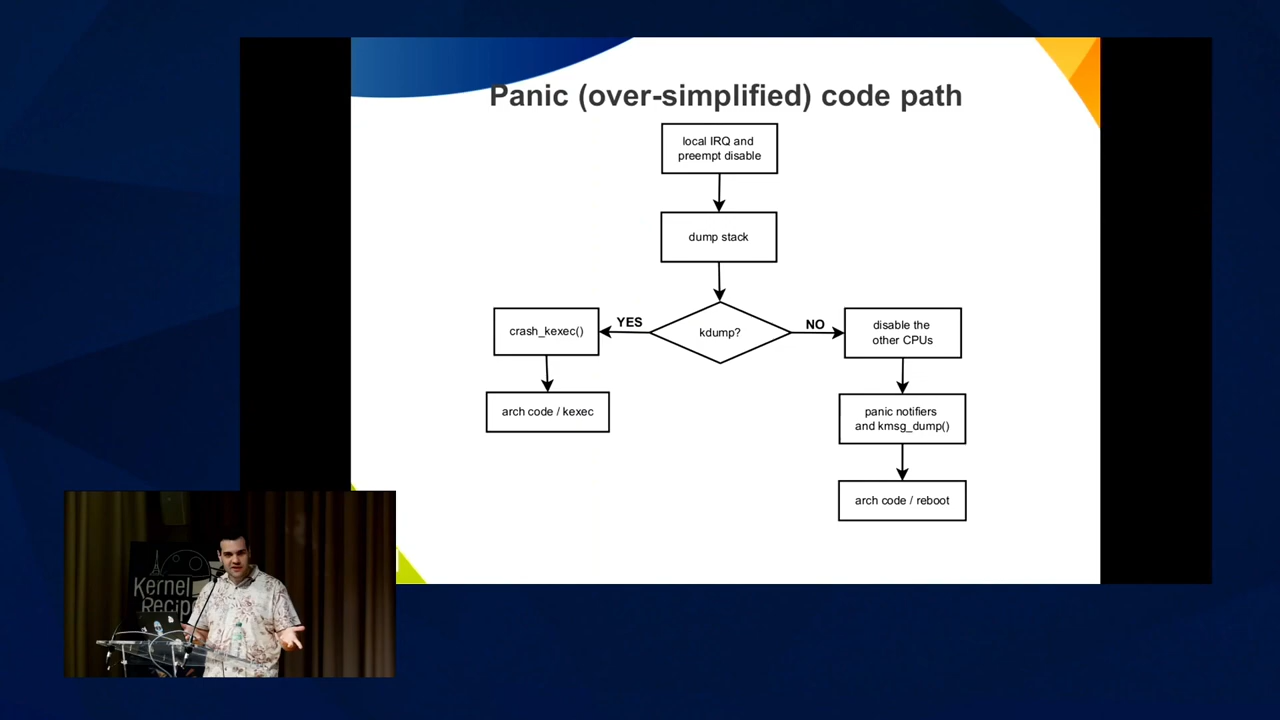 Panic (over-simplified) code path
local IRQ and
preempt disable
dump stack
kdump?
YES
NO
crash_kexec()
arch code / kexec
disable the
other CPUs
panic notifiers
and kmsg_dump()
arch code / reboot
Kernel